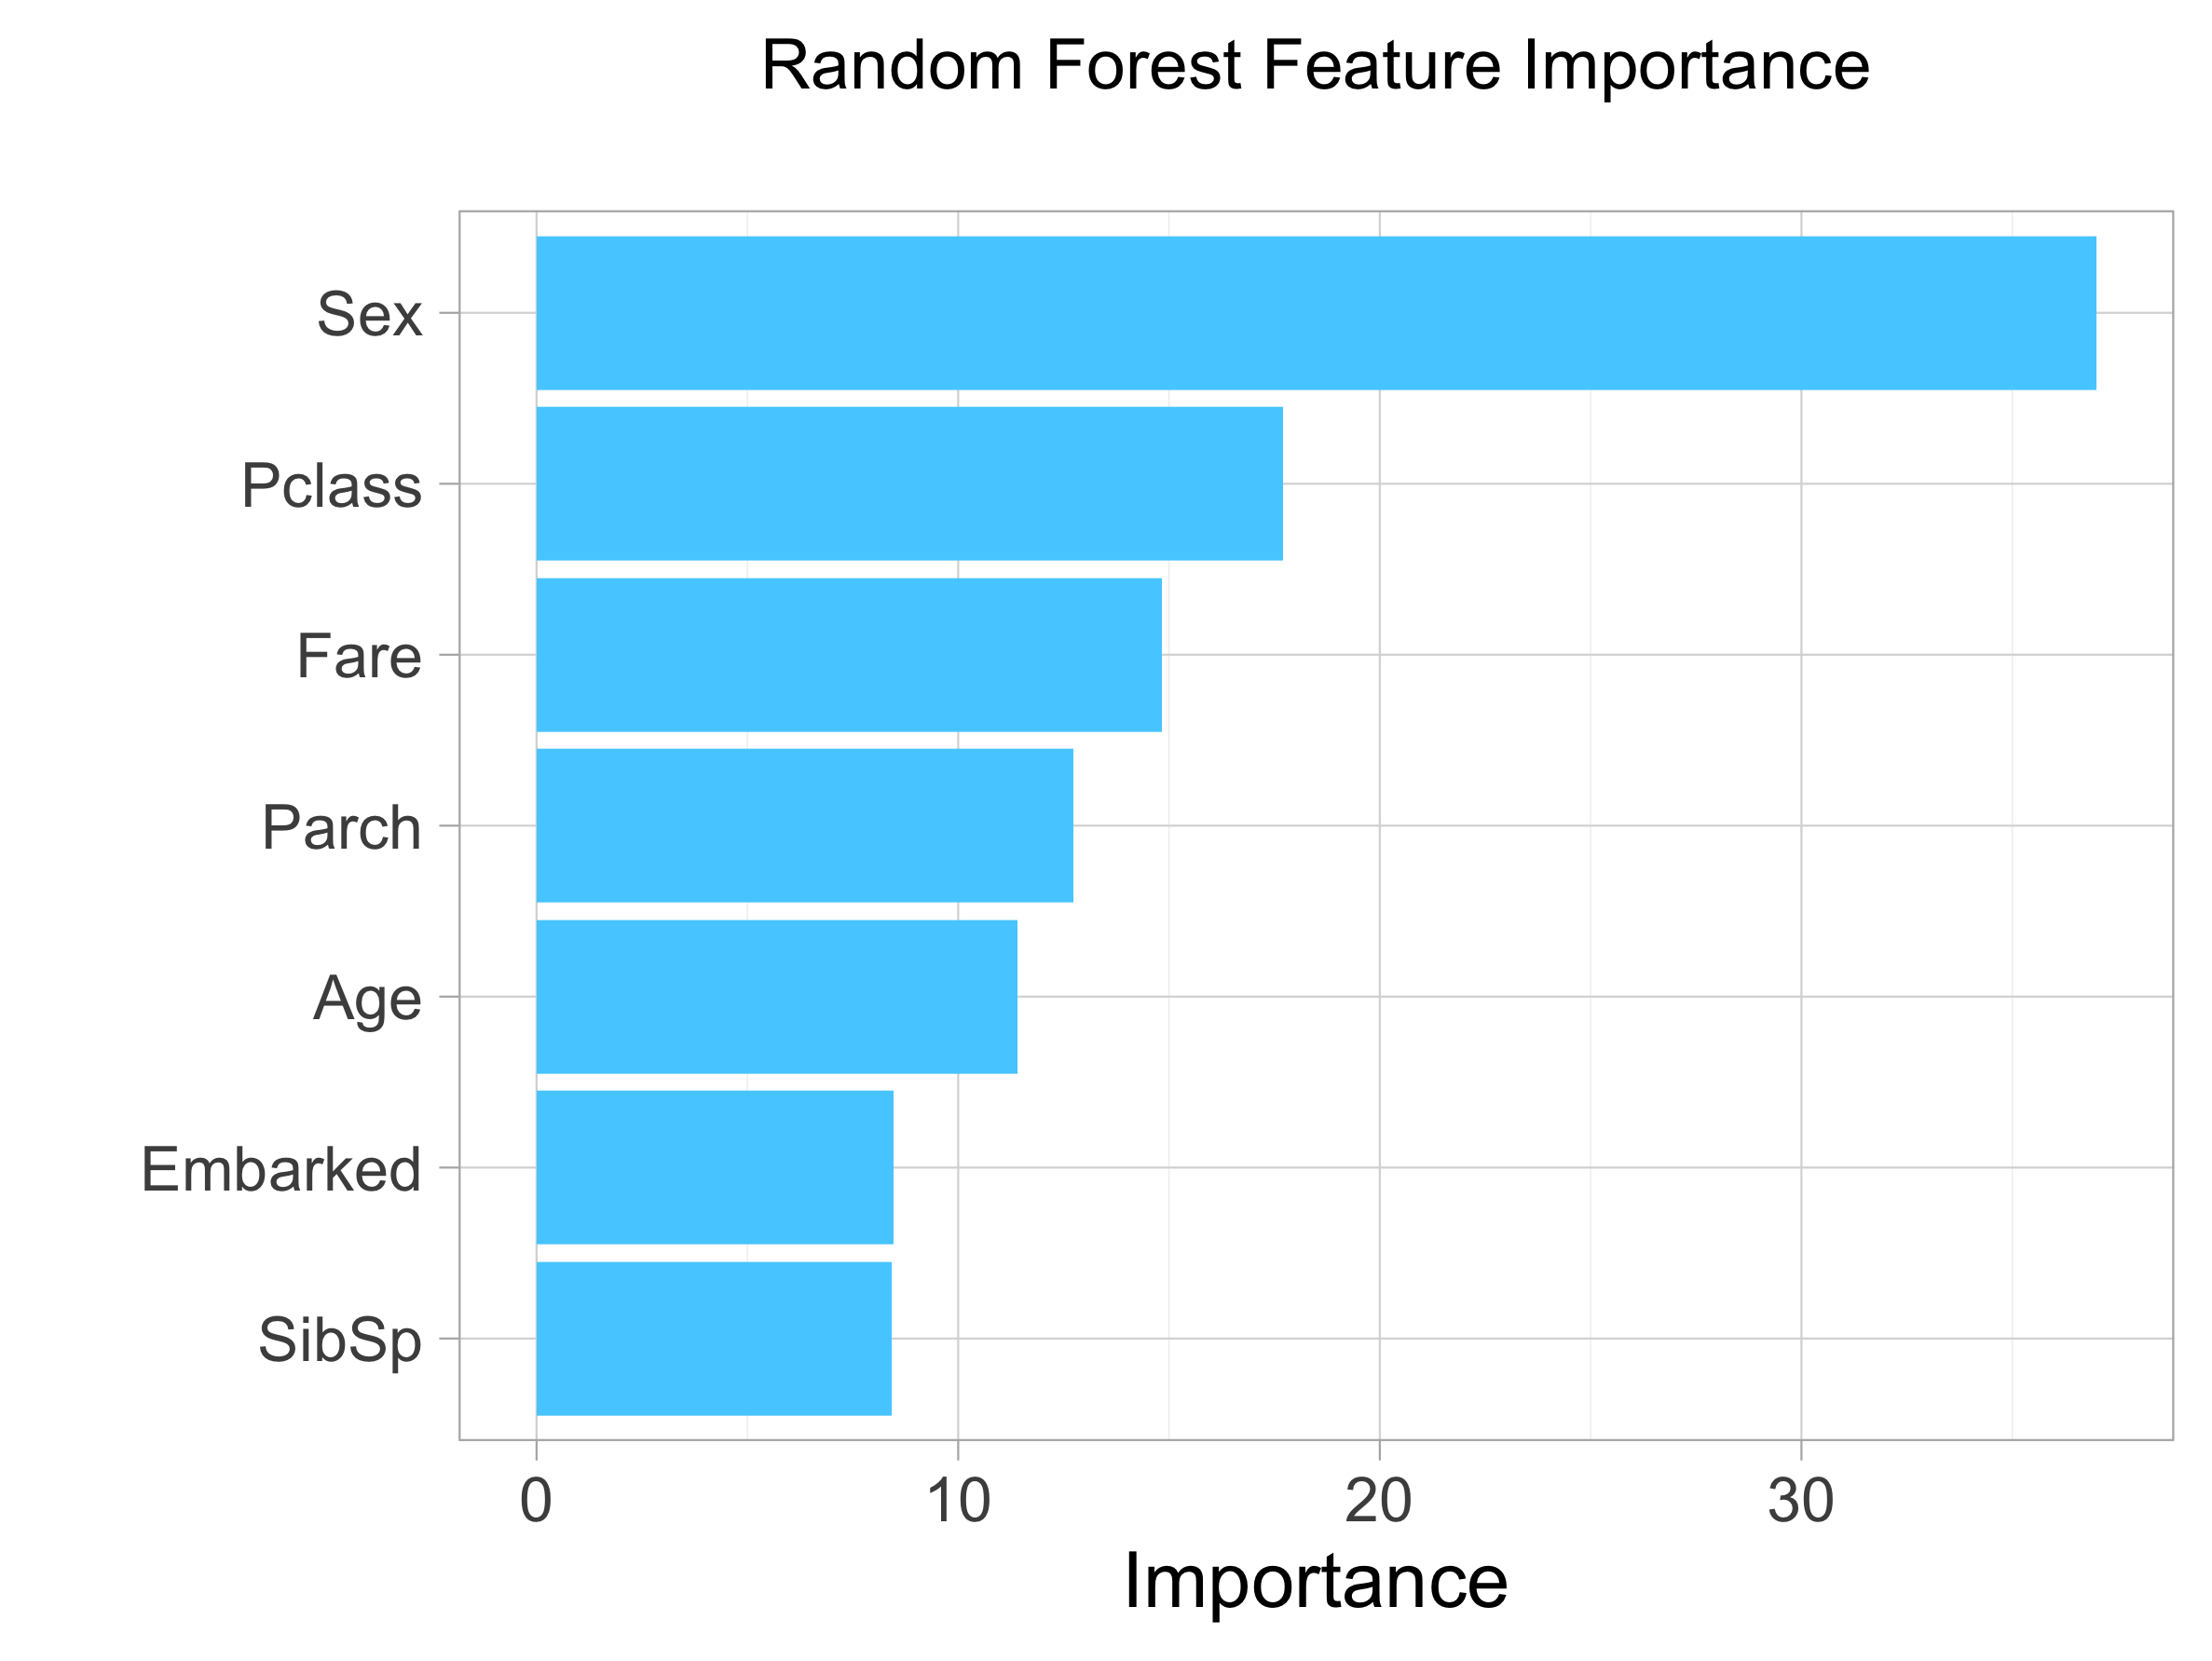 Random Forest Feature Importance
Sex
Pclass
Fare
Parch
Age
Embarked
SibSp
0 10 20 30
Importance